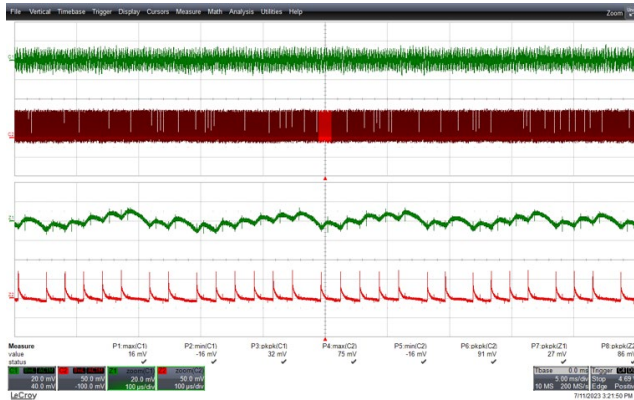 File Vertical Timebase Trigger Display Cursors Measure Math Analysis Utilities Help
Zoom
Measure P1:max(C1) P2:min(C1) P3:pkpk(C1) P4:max(C2) P5:min(C2) P6:pkpk(C2) P7:pkpk(Z1) P8:pkpk(Z2)
value 16 mV -16 mV 32 mV 75 mV -16 mV 91 mV 27 mV 86 m
status
zoom(C1) zoom(C2) Tbase 0.0 ms Trigger
20.0 mV 50.0 mV 20.0 mV 50.0 mV 5.00 ms/div Stop
40.0 mV -100.0 mV 100 µs/div 100 µs/div 10 MS 200 MS/s Edge Positiv
LeCroy 7/11/2023 3:21:50 PM